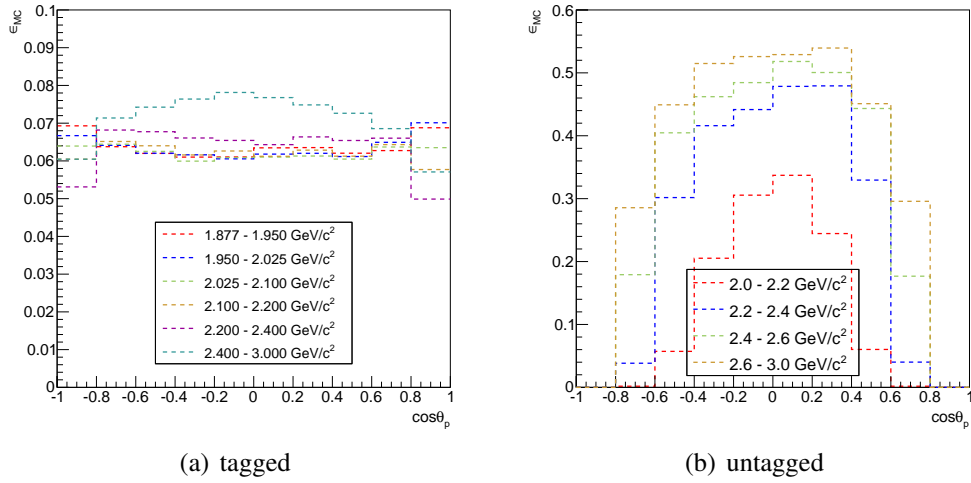 ε_MC
0.1
0.09
0.08
0.07
0.06
0.05
0.04
0.03
0.02
0.01
0
1.877 - 1.950 GeV/c²
1.950 - 2.025 GeV/c²
2.025 - 2.100 GeV/c²
2.100 - 2.200 GeV/c²
2.200 - 2.400 GeV/c²
2.400 - 3.000 GeV/c²
-1 -0.8 -0.6 -0.4 -0.2 0 0.2 0.4 0.6 0.8 1
cosθ_p
(a) tagged
ε_MC
0.6
0.5
0.4
0.3
0.2
0.1
0
2.0 - 2.2 GeV/c²
2.2 - 2.4 GeV/c²
2.4 - 2.6 GeV/c²
2.6 - 3.0 GeV/c²
-1 -0.8 -0.6 -0.4 -0.2 0 0.2 0.4 0.6 0.8 1
cosθ_p
(b) untagged